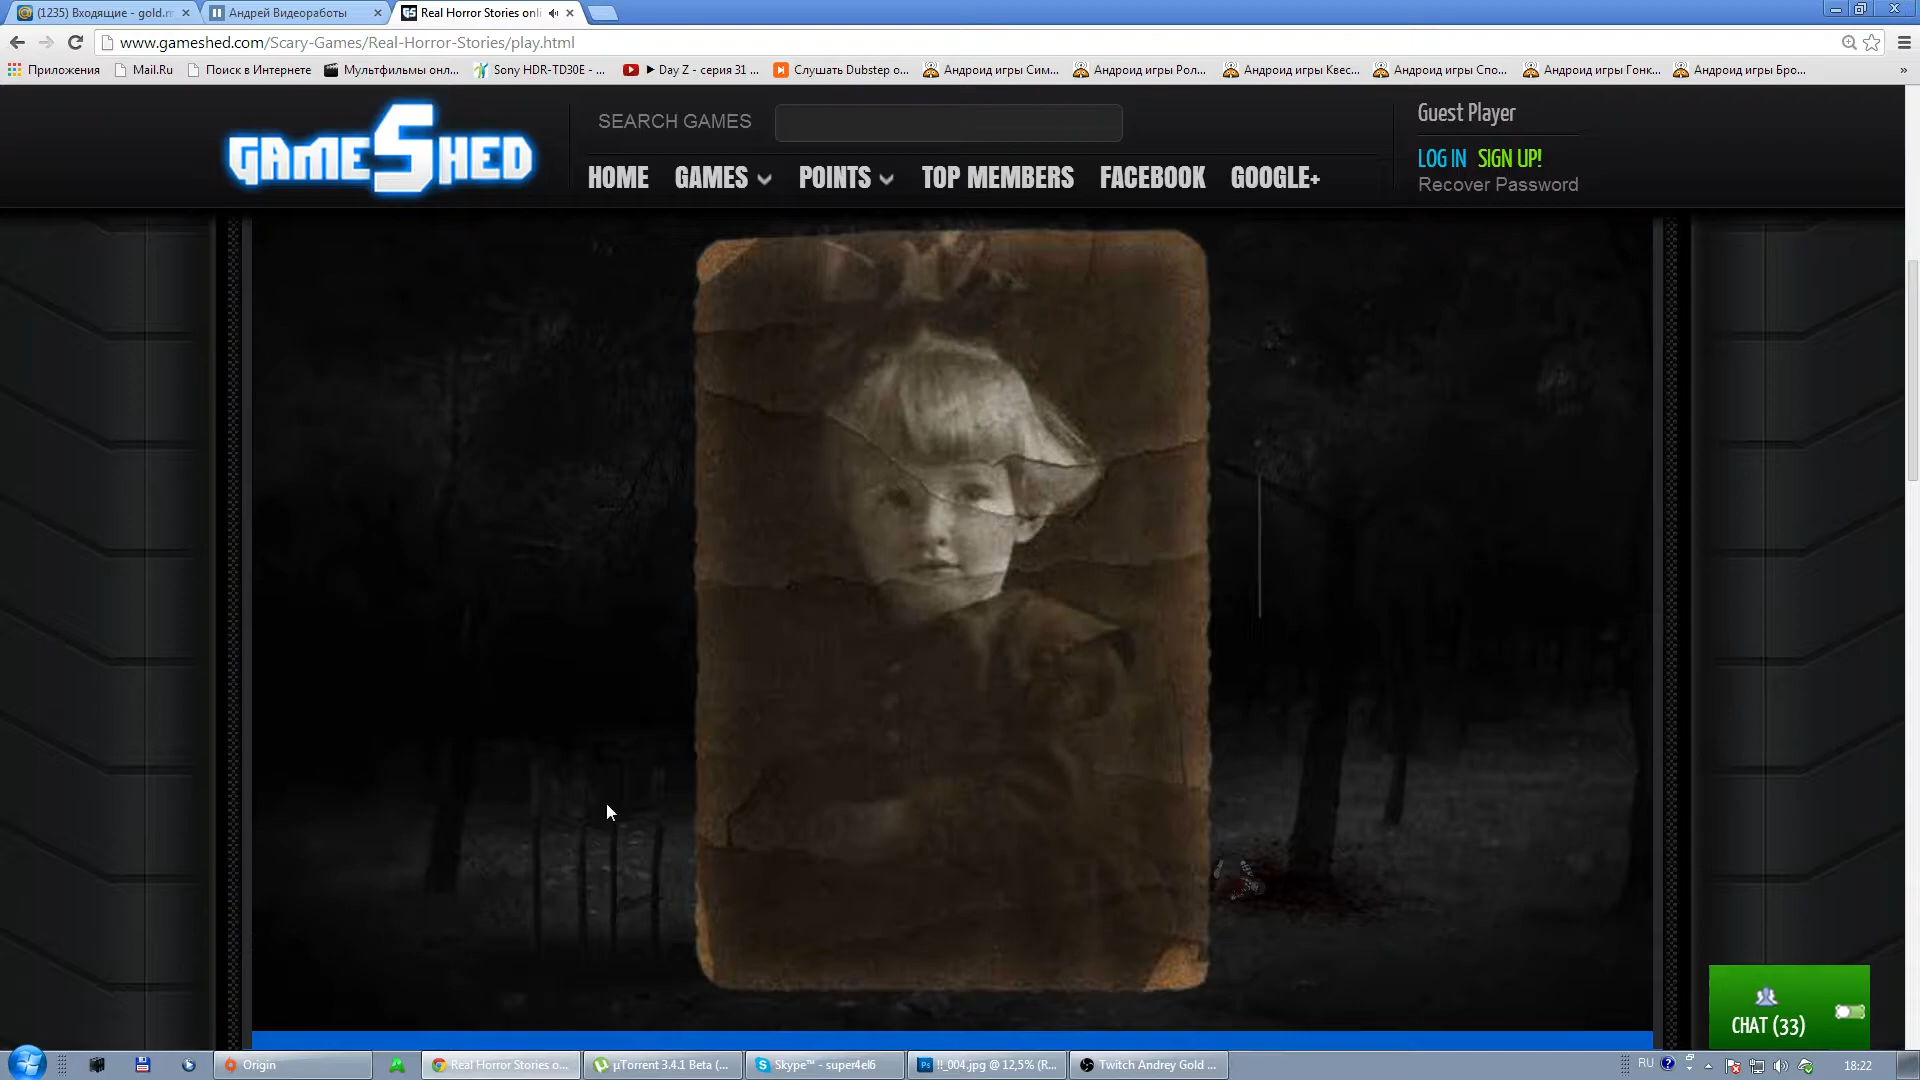 (1235) Входящие - gold.m
Андрей Видеоработы
Real Horror Stories onli
www.gameshed.com/Scary-Games/Real-Horror-Stories/play.html
Приложения
Mail.Ru
Поиск в Интернете
Мультфильмы онл...
Sony HDR-TD30E - ...
► Day Z - серия 31 ...
Слушать Dubstep о...
Андроид игры Сим...
Андроид игры Рол...
Андроид игры Квес...
Андроид игры Спо...
Андроид игры Гонк...
Андроид игры Бро...
»
GAMESHED
SEARCH GAMES
Guest Player
LOG IN SIGN UP!
Recover Password
HOME GAMES POINTS TOP MEMBERS FACEBOOK GOOGLE+
CHAT (33)
Origin
Real Horror Stories o...
µTorrent 3.4.1 Beta (...
Skype™ - super4el6
!!_004.jpg @ 12,5% (R...
Twitch Andrey Gold ...
RU
18:22